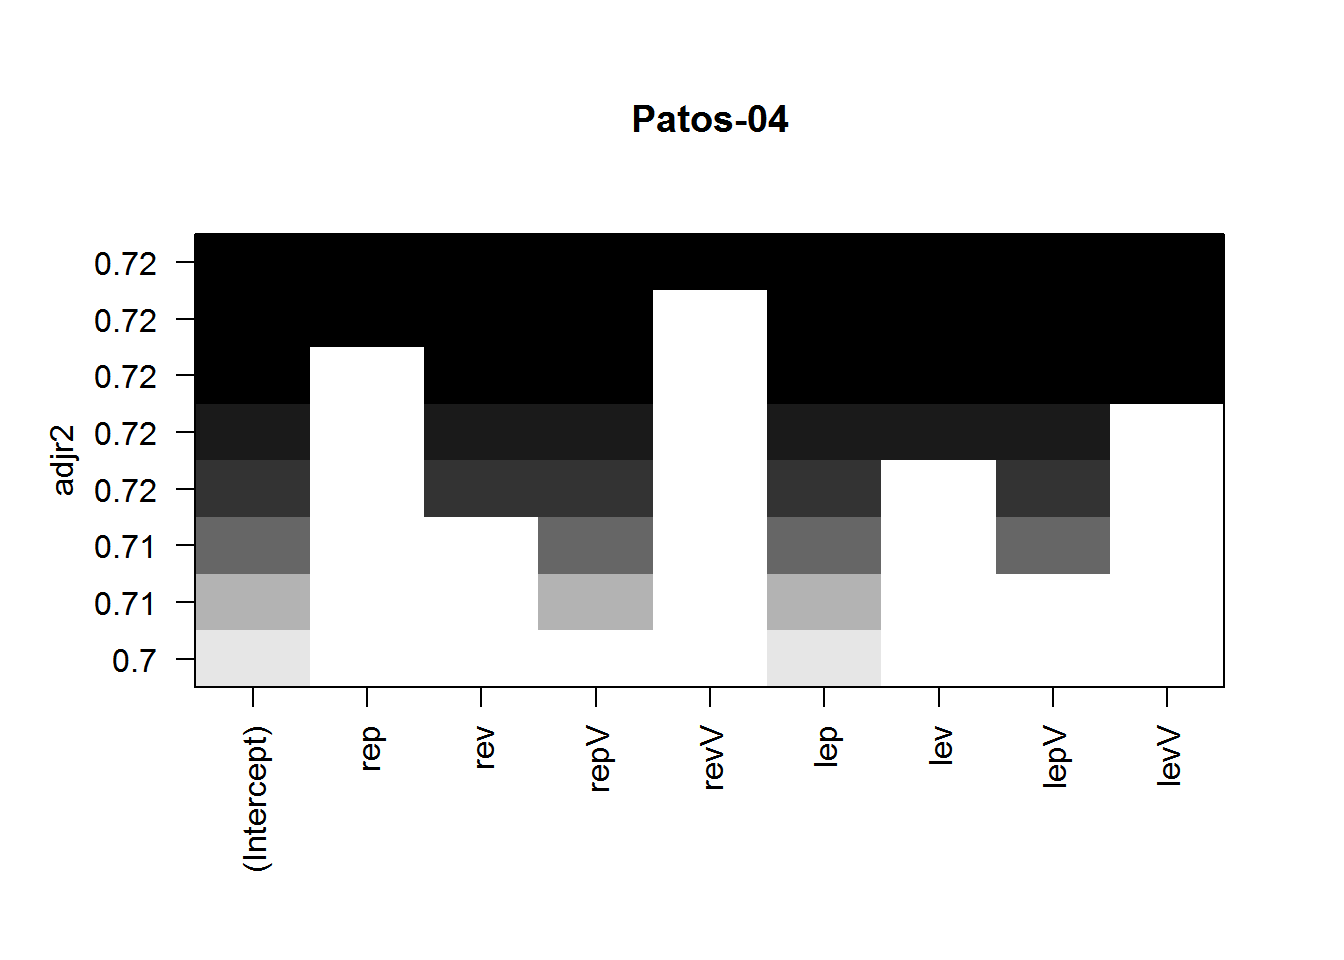 Patos-04
adjr2
0.72
0.72
0.72
0.72
0.72
0.71
0.71
0.7
(Intercept)
rep
rev
repV
revV
lep
lev
lepV
levV